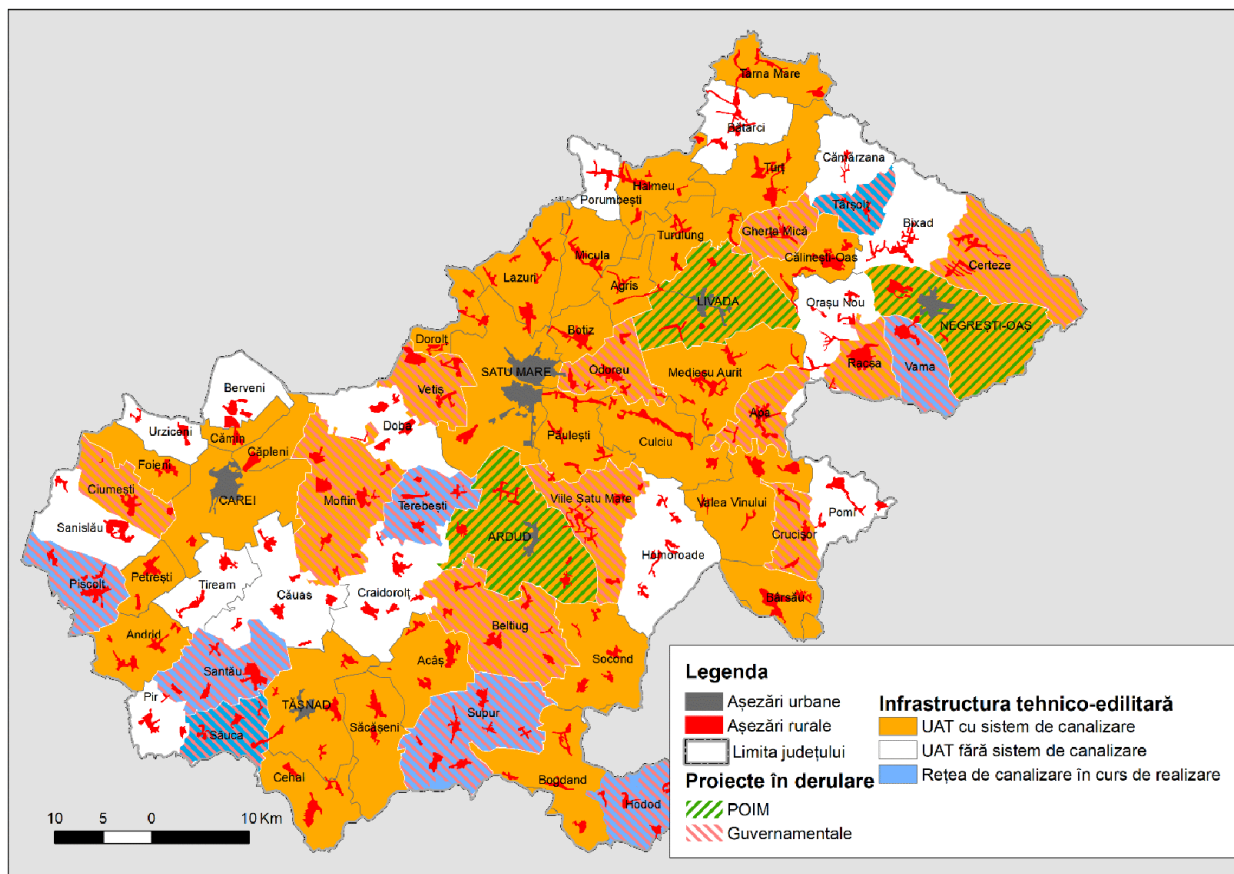 Tarna Mare
Bătarci
Cămărzana
Turț
Halmeu
Porumbești
Târșolț
Bixad
Turulung
Gherța Mică
Certeze
Călinești-Oaș
Micula
Lazuri
Agriș
LIVADA
Orașu Nou
NEGREȘTI-OAȘ
Botiz
Dorolț
Racșa
Vama
SATU MARE
Odoreu
Medieșu Aurit
Vetiș
Berveni
Apa
Urziceni
Doba
Cămin
Păulești
Culciu
Căpleni
Foieni
Ciumești
CAREI
Moftin
Terebești
Viile Satu Mare
Valea Vinului
Pomi
Sanislău
Crucișor
ARDUD
Homoroade
Pișcolt
Petrești
Tiream
Căuaș
Craidorolț
Bârsău
Andrid
Beltiug
Santău
Acâș
Socond
Pir
TĂȘNAD
Supur
Săcășeni
Săuca
Cehal
Bogdand
Hodod
10 5 0 10 Km
Legenda
Așezări urbane
Așezări rurale
Limita județului
Proiecte în derulare
POIM
Guvernamentale
Infrastructura tehnico-edilitară
UAT cu sistem de canalizare
UAT fără sistem de canalizare
Rețea de canalizare în curs de realizare